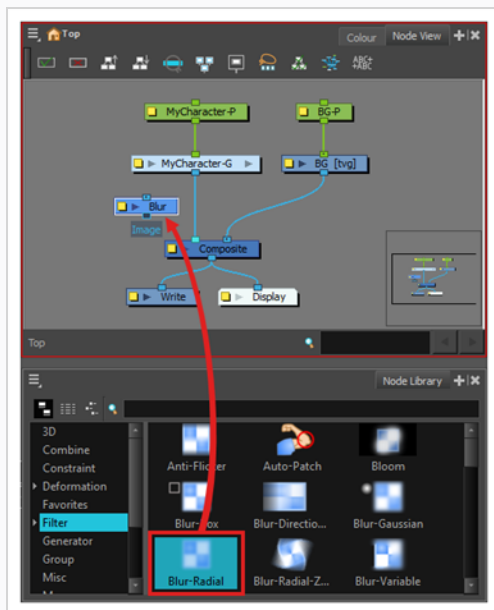 Top
Colour
Node View
ABC+
+ABC
MyCharacter-P
BG-P
MyCharacter-G
BG [tvg]
Blur
Image
Composite
Write
Display
Top
Node Library
3D
Combine
Constraint
Deformation
Favorites
Filter
Generator
Group
Misc
Anti-Flicker
Auto-Patch
Bloom
Blur-Box
Blur-Directio...
Blur-Gaussian
Blur-Radial
Blur-Radial-Z...
Blur-Variable